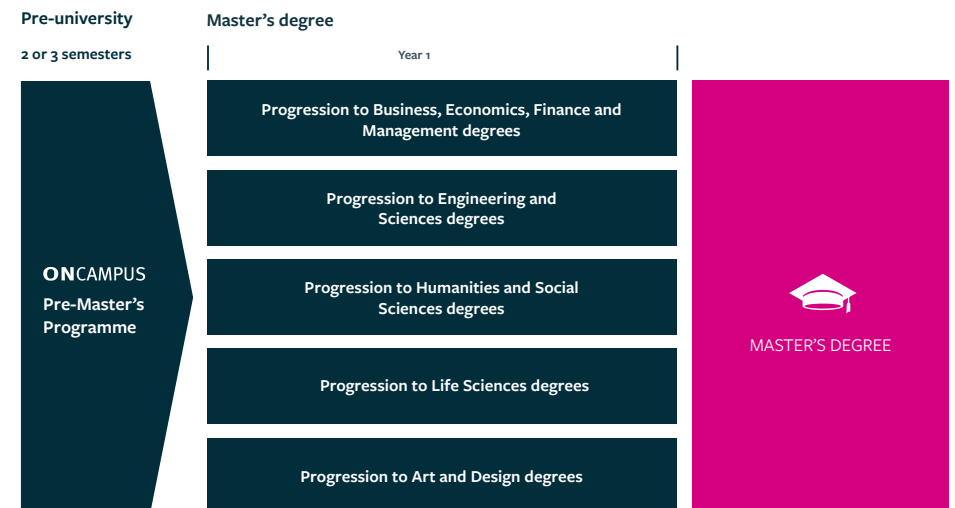 Pre-university
Master's degree
2 or 3 semesters
Year 1
ONCAMPUS
Pre-Master's
Programme
Progression to Business, Economics, Finance and
Management degrees
Progression to Engineering and
Sciences degrees
Progression to Humanities and Social
Sciences degrees
Progression to Life Sciences degrees
Progression to Art and Design degrees
MASTER'S DEGREE